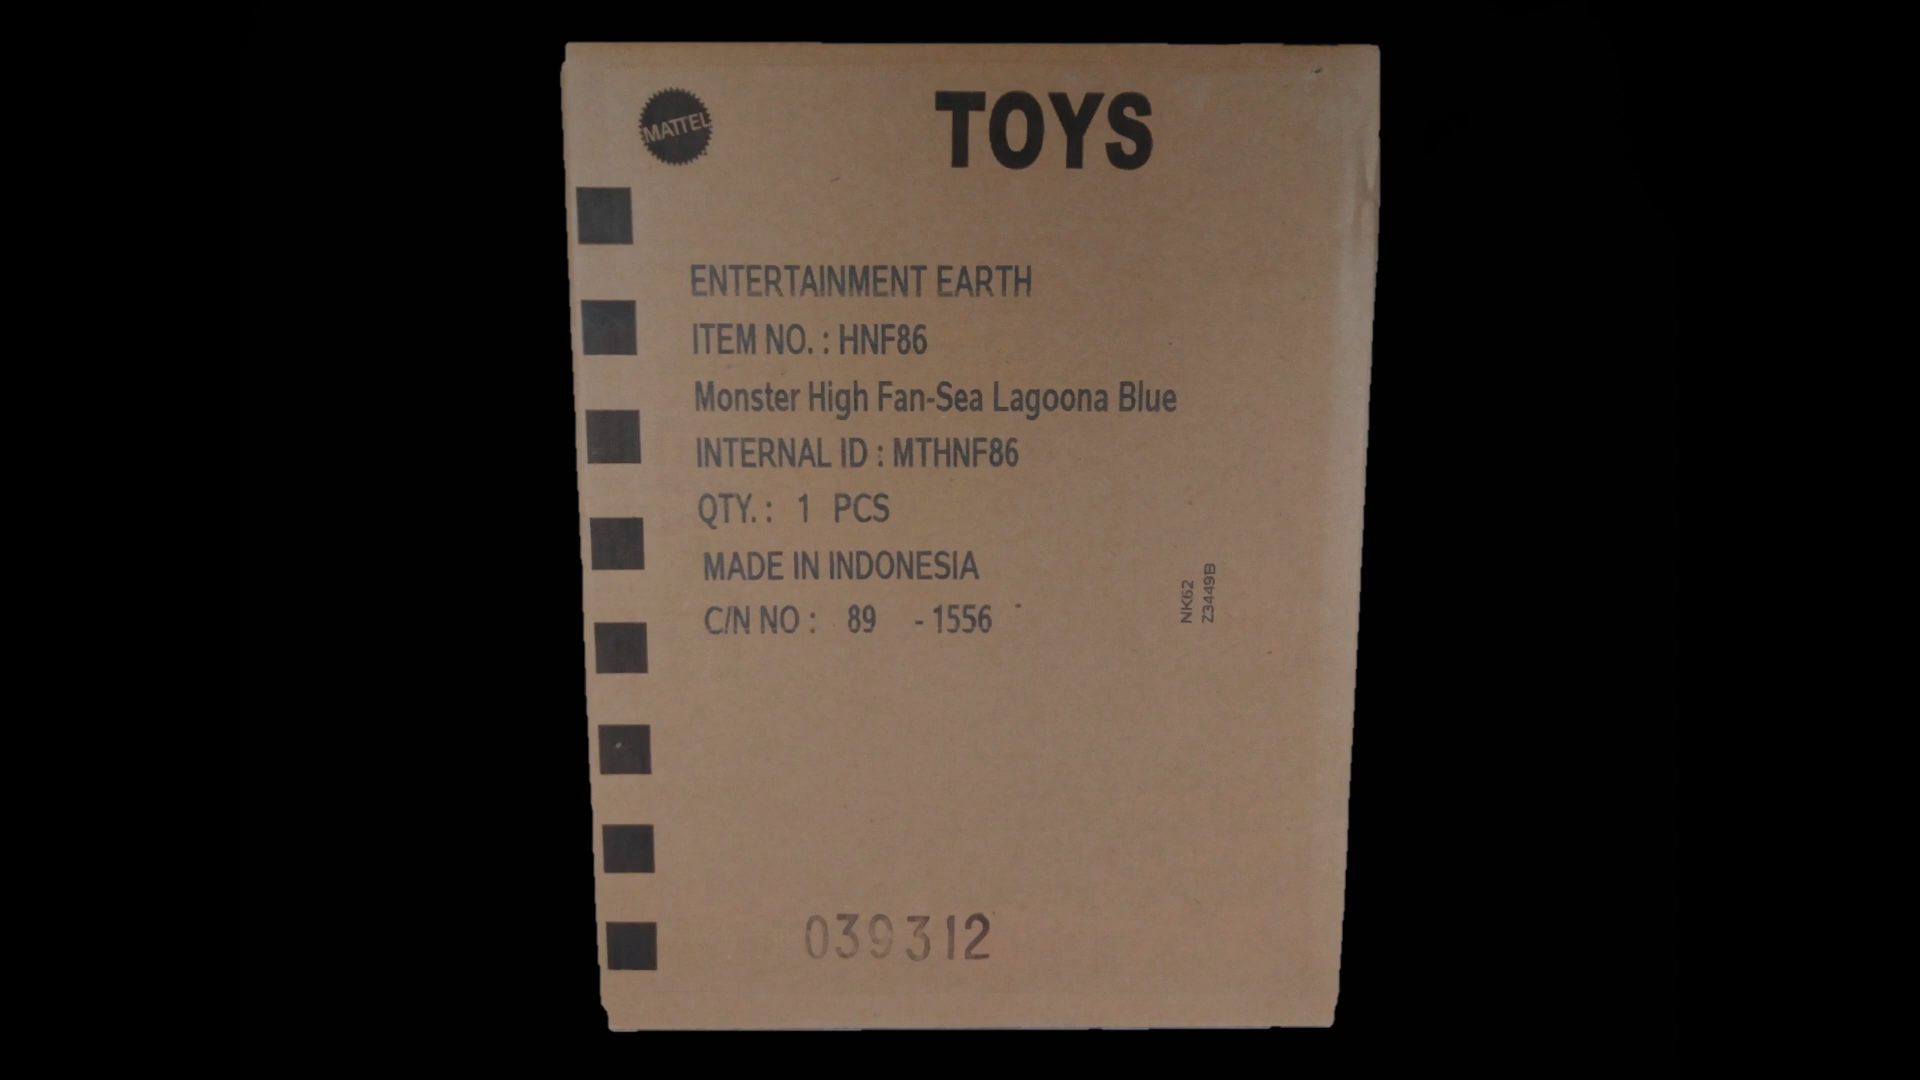 MATTEL
TOYS
ENTERTAINMENT EARTH
ITEM NO. : HNF86
Monster High Fan-Sea Lagoona Blue
INTERNAL ID : MTHNF86
QTY. : 1 PCS
MADE IN INDONESIA
C/N NO : 89 - 1556
NK62
Z3449B
039312